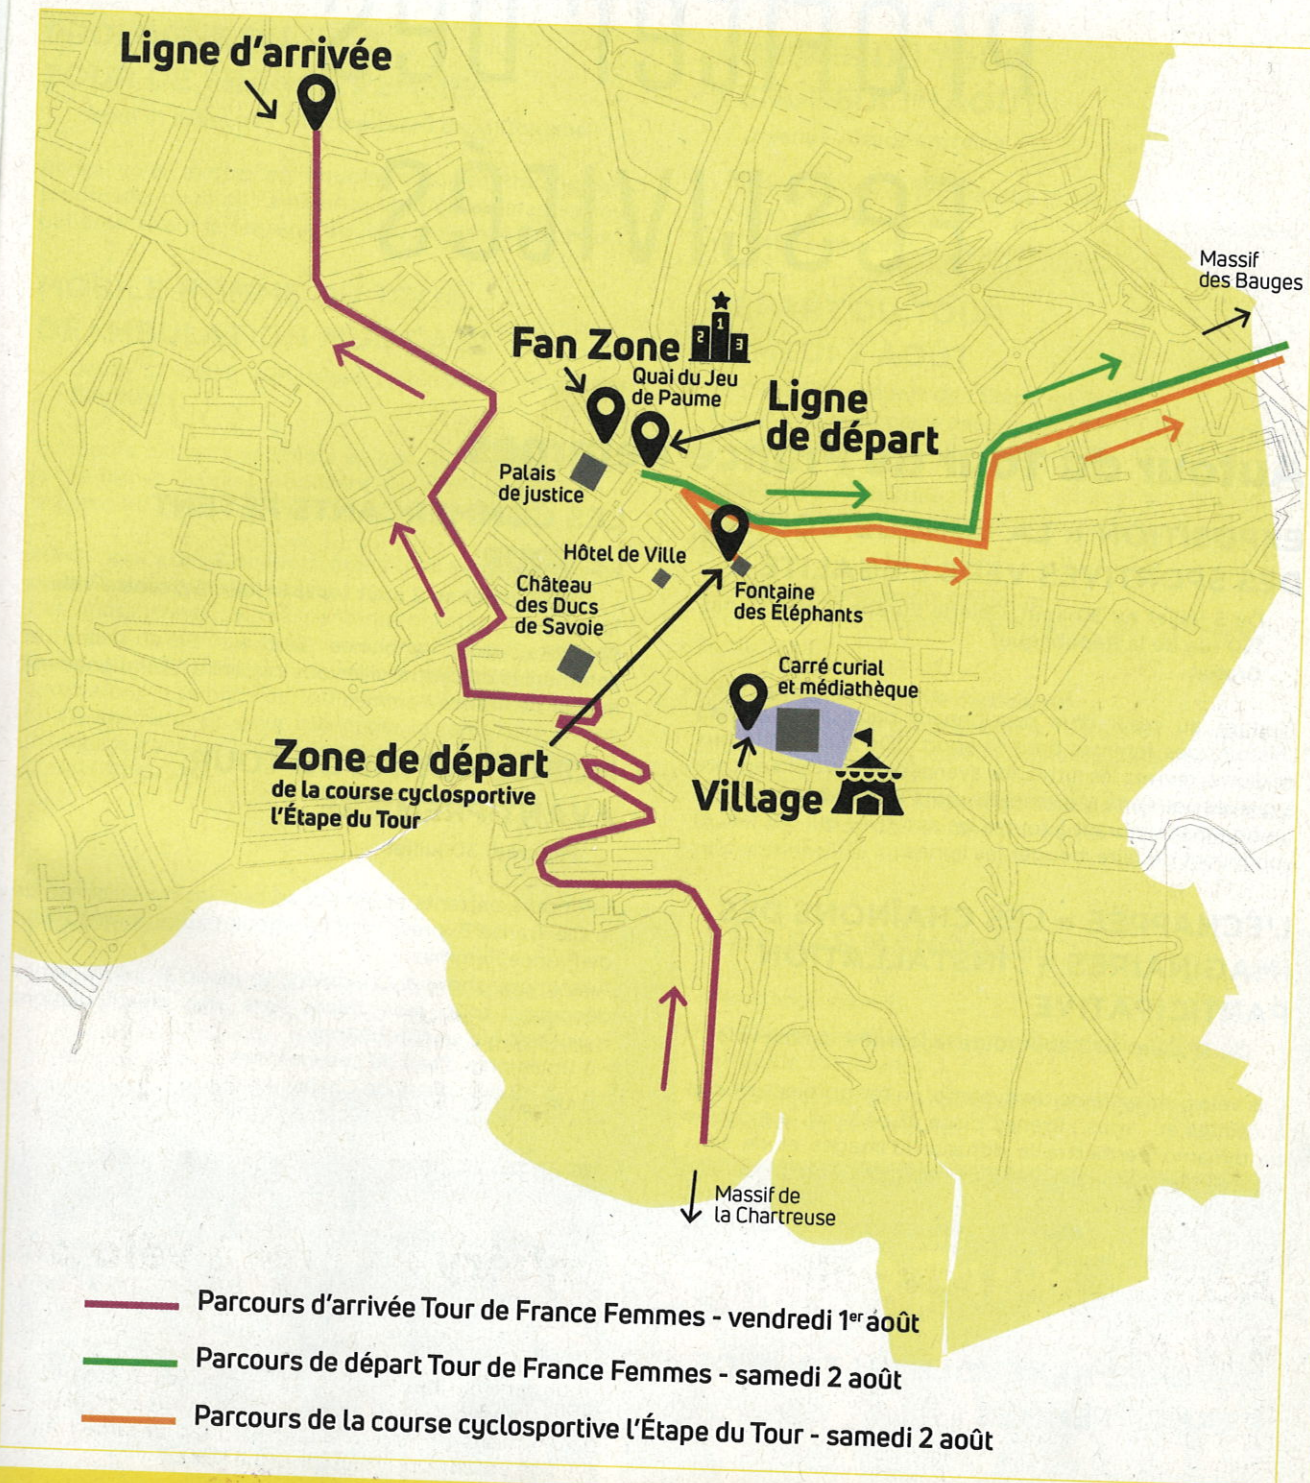 Ligne d'arrivée
Massif
des Bauges
Fan Zone
1
2
3
Quai du Jeu
de Paume
Ligne
de départ
Palais
de justice
Hôtel de Ville
Château
des Ducs
de Savoie
Fontaine
des Éléphants
Carré curial
et médiathèque
Zone de départ
de la course cyclosportive
l'Étape du Tour
Village
Massif de
la Chartreuse
Parcours d'arrivée Tour de France Femmes - vendredi 1er août
Parcours de départ Tour de France Femmes - samedi 2 août
Parcours de la course cyclosportive l'Étape du Tour - samedi 2 août